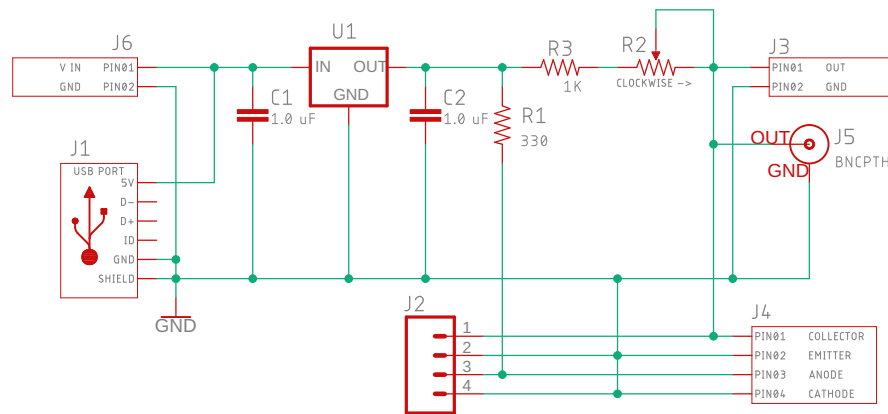 J6
V IN PIN01
GND PIN02
U1
IN OUT
GND
C1
1.0 uF
C2
1.0 uF
R3
1K
R2
CLOCKWISE ->
R1
330
J3
PIN01 OUT
PIN02 GND
OUT
GND
J5
BNCPTH
J1
USB PORT
5V
D-
D+
ID
GND
SHIELD
GND
J2
1
2
3
4
J4
PIN01 COLLECTOR
PIN02 EMITTER
PIN03 ANODE
PIN04 CATHODE